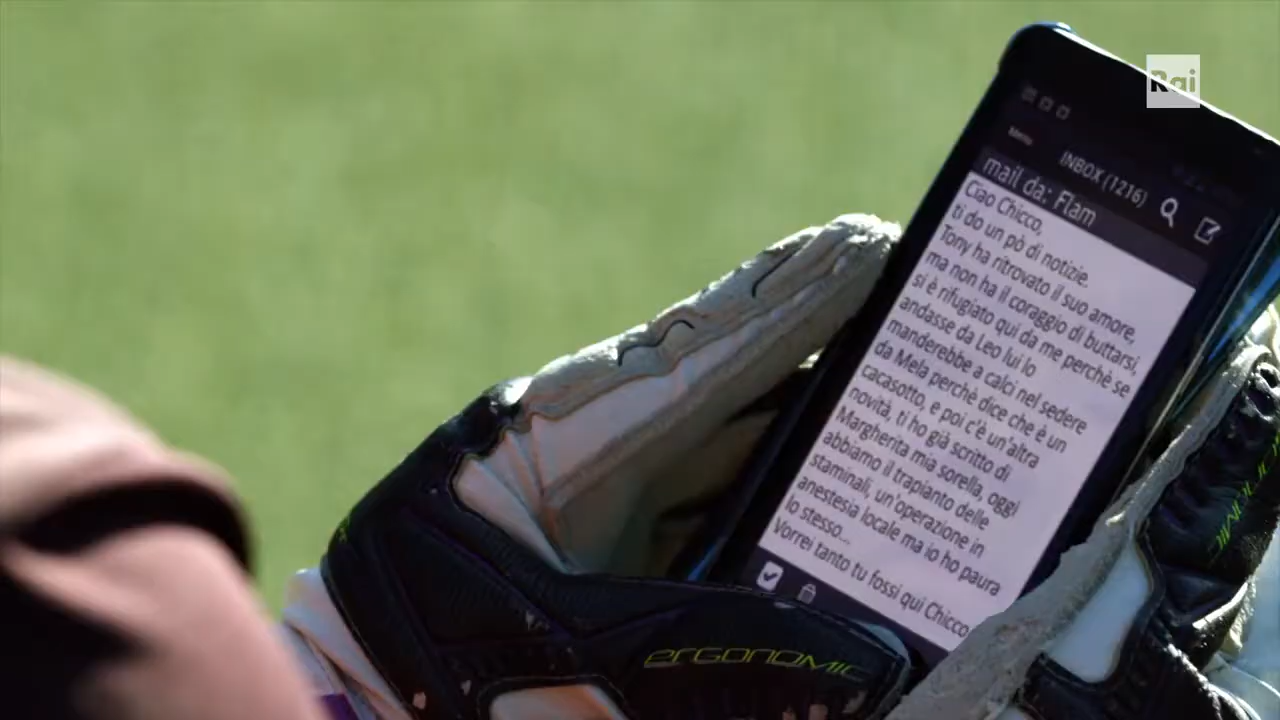 Rai
Menu
INBOX (1216)
mail da: Flam
Ciao Chicco,
ti do un pò di notizie.
Tony ha ritrovato il suo amore,
ma non ha il coraggio di buttarsi,
si è rifugiato qui da me perchè se
andasse da Leo lui lo
manderebbe a calci nel sedere
da Mela perchè dice che è un
cacasotto, e poi c'è un'altra
novità, ti ho già scritto di
Margherita mia sorella, oggi
abbiamo il trapianto delle
staminali, un'operazione in
anestesia locale ma io ho paura
lo stesso...
Vorrei tanto tu fossi qui Chicco
ERGONOMIC